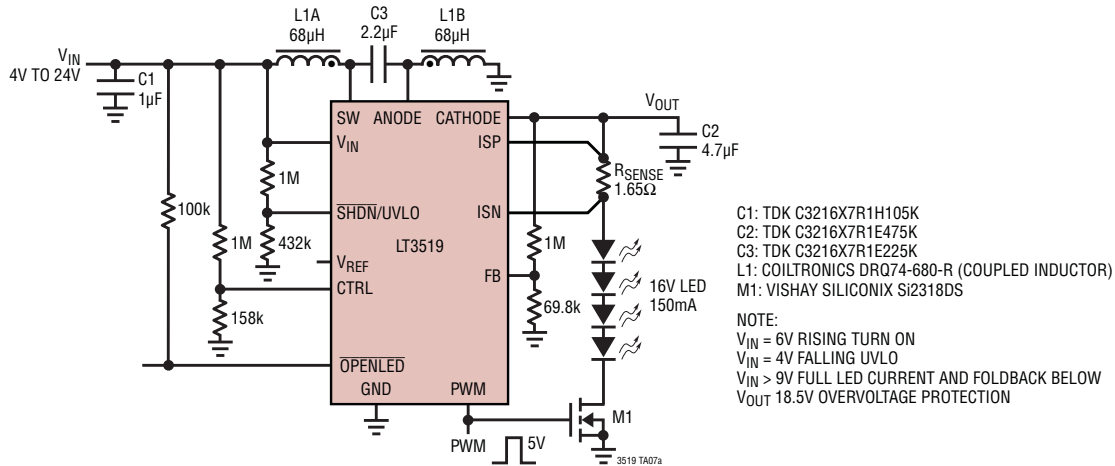 L1A
68µH
C3
2.2µF
L1B
68µH
VIN
4V TO 24V
C1
1µF
SW
ANODE
CATHODE
VOUT
C2
4.7µF
VIN
ISP
RSENSE
1.65Ω
1M
100k
SHDN/UVLO
ISN
1M
432k
LT3519
1M
VREF
FB
16V LED
150mA
CTRL
158k
69.8k
OPENLED
GND
PWM
M1
PWM
5V
3519 TA07a
C1: TDK C3216X7R1H105K
C2: TDK C3216X7R1E475K
C3: TDK C3216X7R1E225K
L1: COILTRONICS DRQ74-680-R (COUPLED INDUCTOR)
M1: VISHAY SILICONIX Si2318DS
NOTE:
VIN = 6V RISING TURN ON
VIN = 4V FALLING UVLO
VIN > 9V FULL LED CURRENT AND FOLDBACK BELOW
VOUT 18.5V OVERVOLTAGE PROTECTION